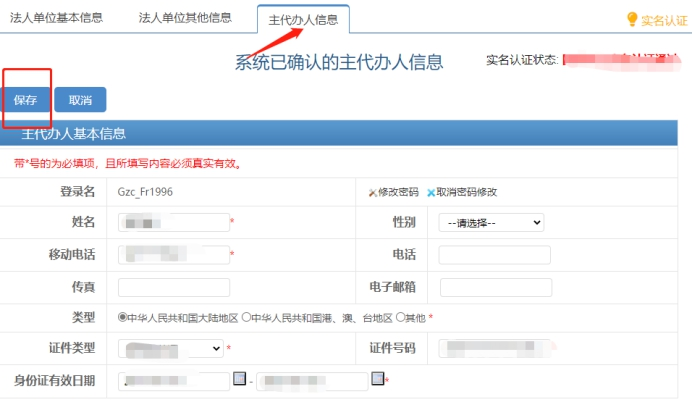 法人单位基本信息 法人单位其他信息 主代办人信息 实名认证
系统已确认的主代办人信息 实名认证状态:
保存 取消
主代办人基本信息
带*号的为必填项，且所填写内容必须真实有效。
登录名 Gzc_Fr1996 修改密码 取消密码修改
姓名 * 性别 --请选择--
移动电话 * 电话
传真 电子邮箱
类型 中华人民共和国大陆地区 中华人民共和国港、澳、台地区 其他 *
证件类型 * 证件号码
身份证有效日期 - *